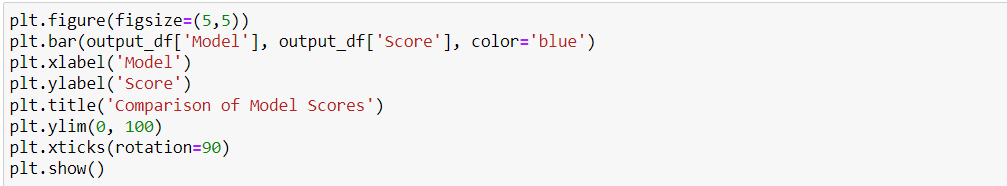 plt.figure(figsize=(5,5))
plt.bar(output_df['Model'], output_df['Score'], color='blue')
plt.xlabel('Model')
plt.ylabel('Score')
plt.title('Comparison of Model Scores')
plt.ylim(0, 100)
plt.xticks(rotation=90)
plt.show()